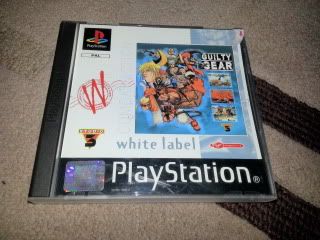 PlayStation
PAL
GUILTY
GEAR
W
white label
PlayStation®